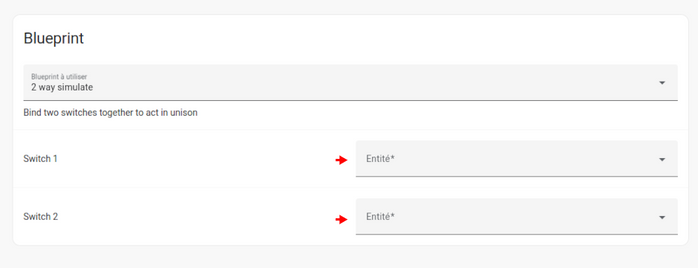 Blueprint
Blueprint à utiliser
2 way simulate
Bind two switches together to act in unison
Switch 1
Entité*
Switch 2
Entité*